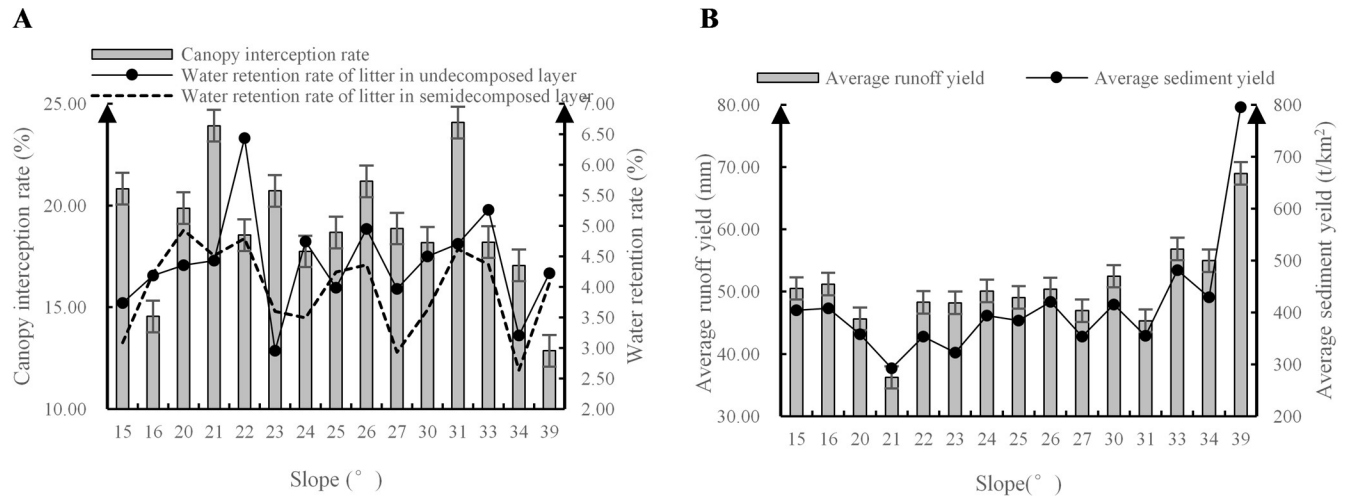 A
Canopy interception rate
Water retention rate of litter in undecomposed layer
Water retention rate of litter in semidecomposed layer
Canopy interception rate (%)
25.00
20.00
15.00
10.00
7.00
6.50
6.00
5.50
5.00
4.50
4.00
3.50
3.00
2.50
2.00
Water retention rate (%)
15 16 20 21 22 23 24 25 26 27 30 31 33 34 39
Slope (°)
B
Average runoff yield
Average sediment yield
Average runoff yield (mm)
80.00
70.00
60.00
50.00
40.00
30.00
800
700
600
500
400
300
200
Average sediment yeild (t/km²)
15 16 20 21 22 23 24 25 26 27 30 31 33 34 39
Slope(°)